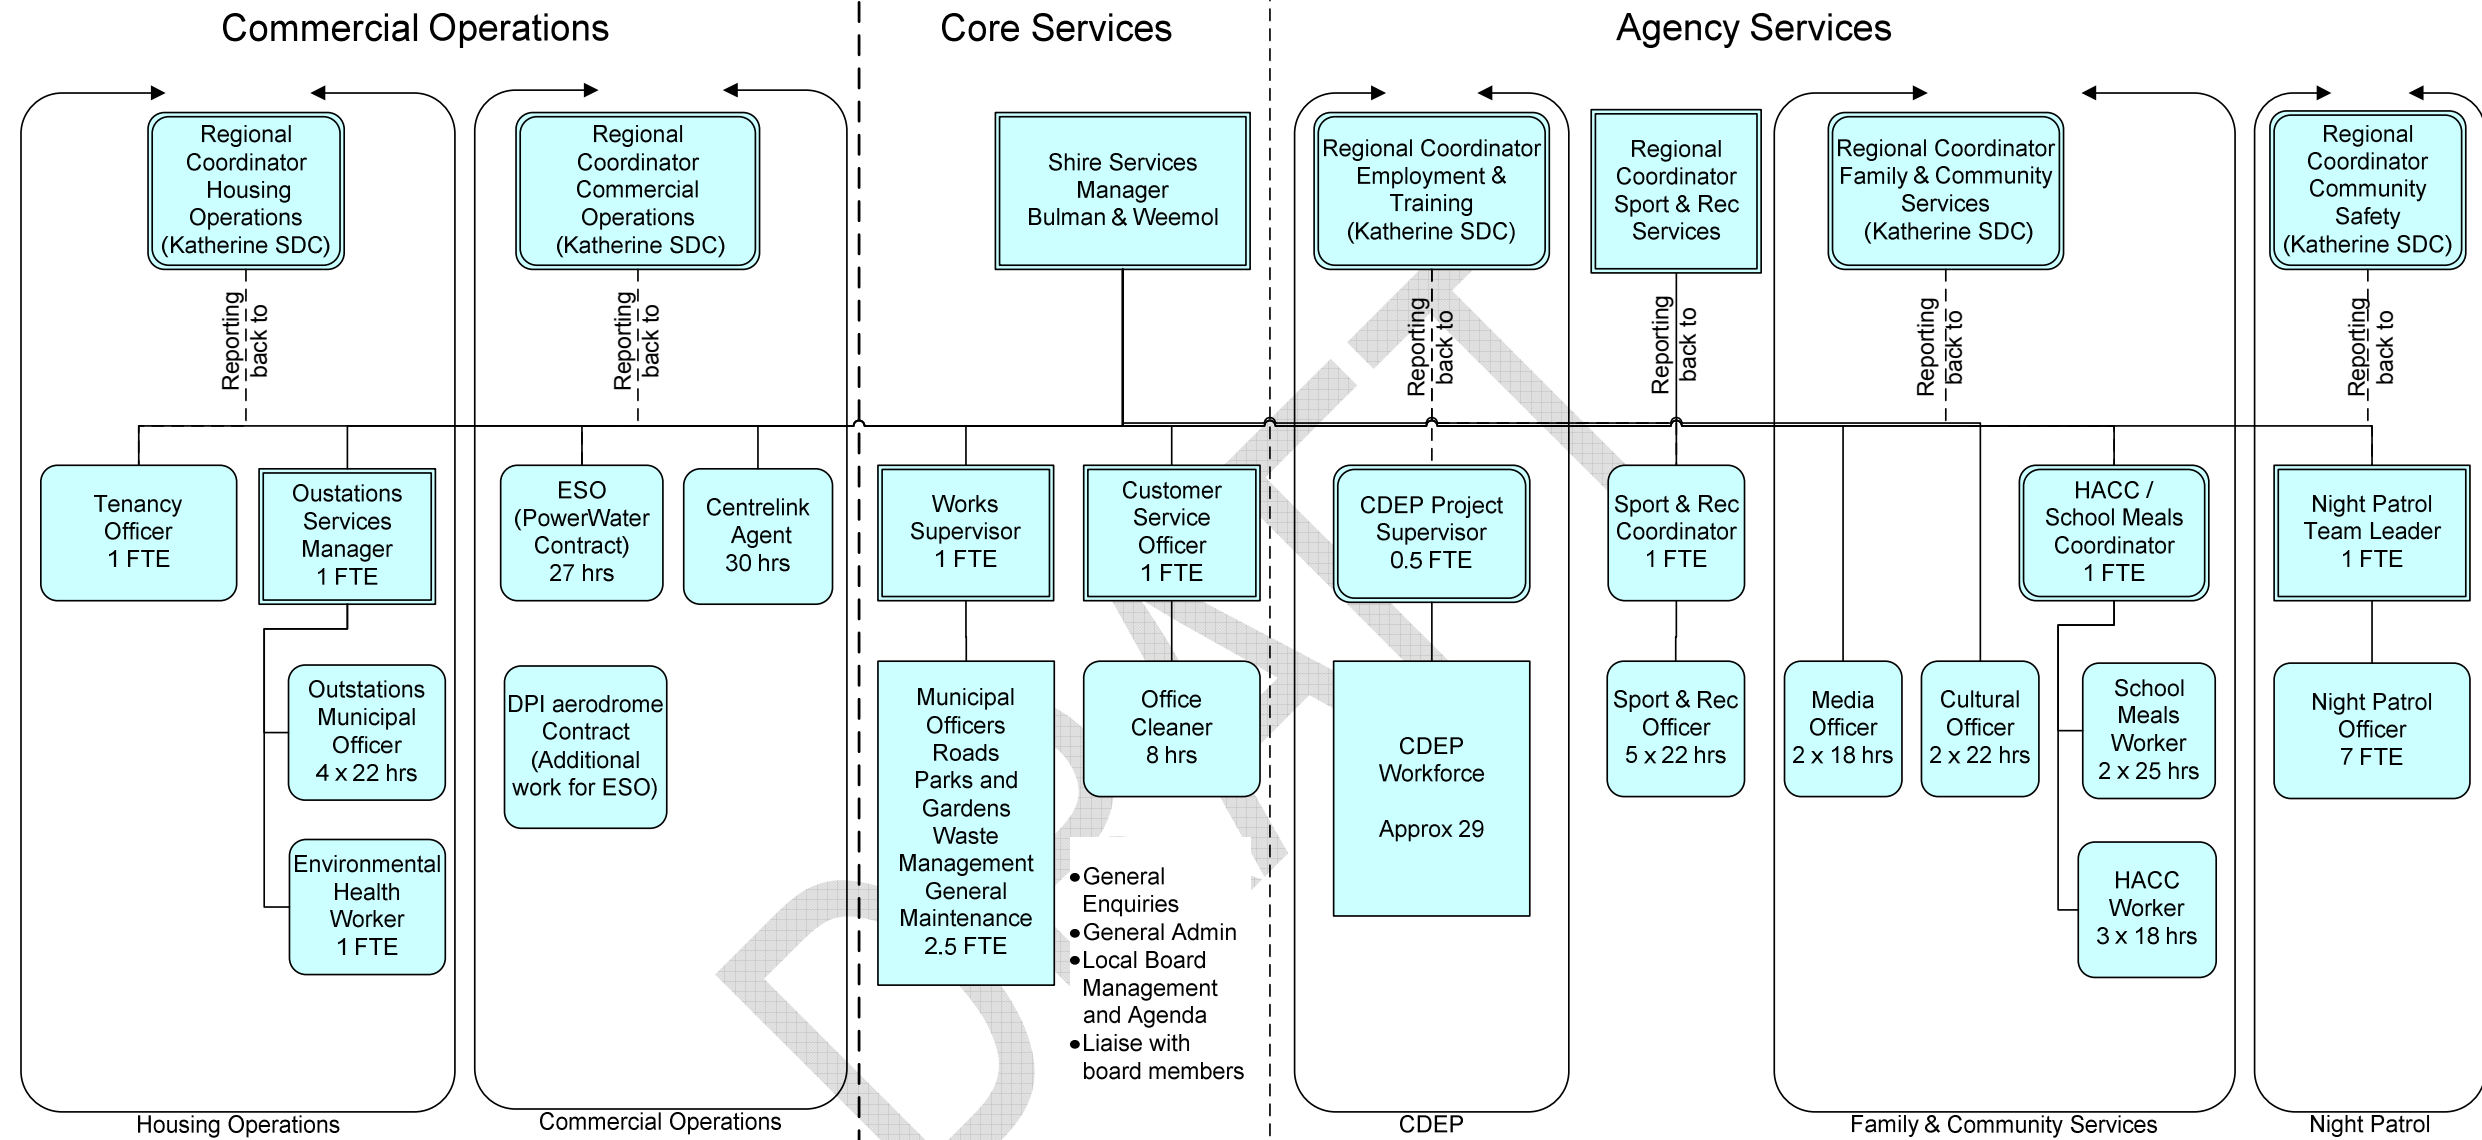 Commercial Operations
Core Services
Agency Services
Regional
Coordinator
Housing
Operations
(Katherine SDC)
Regional
Coordinator
Commercial
Operations
(Katherine SDC)
Shire Services
Manager
Bulman & Weemol
Regional Coordinator
Employment &
Training
(Katherine SDC)
Regional
Coordinator
Sport & Rec
Services
Regional Coordinator
Family & Community
Services
(Katherine SDC)
Regional
Coordinator
Community
Safety
(Katherine SDC)
Reporting
back to
Reporting
back to
Reporting
back to
Reporting
back to
Reporting
back to
Reporting
back to
Tenancy
Officer
1 FTE
Oustations
Services
Manager
1 FTE
ESO
(PowerWater
Contract)
27 hrs
Centrelink
Agent
30 hrs
Works
Supervisor
1 FTE
Customer
Service
Officer
1 FTE
CDEP Project
Supervisor
0.5 FTE
Sport & Rec
Coordinator
1 FTE
HACC /
School Meals
Coordinator
1 FTE
Night Patrol
Team Leader
1 FTE
Outstations
Municipal
Officer
4 x 22 hrs
DPI aerodrome
Contract
(Additional
work for ESO)
Municipal
Officers
Roads
Parks and
Gardens
Waste
Management
General
Maintenance
2.5 FTE
Office
Cleaner
8 hrs
CDEP
Workforce
Approx 29
Sport & Rec
Officer
5 x 22 hrs
Media
Officer
2 x 18 hrs
Cultural
Officer
2 x 22 hrs
School
Meals
Worker
2 x 25 hrs
Night Patrol
Officer
7 FTE
Environmental
Health
Worker
1 FTE
•General
Enquiries
•General Admin
•Local Board
Management
and Agenda
•Liaise with
board members
HACC
Worker
3 x 18 hrs
Housing Operations
Commercial Operations
CDEP
Family & Community Services
Night Patrol
DRAFT